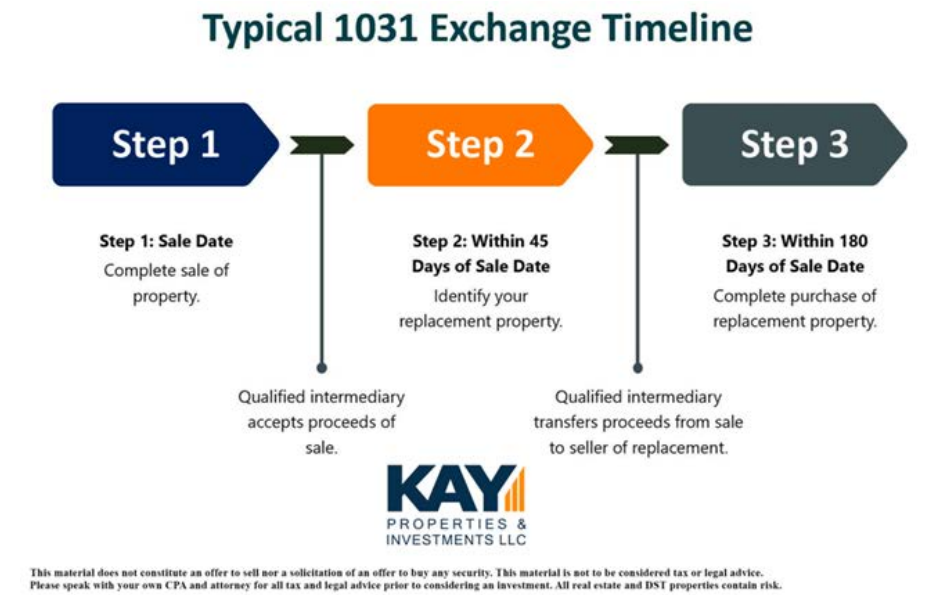 Typical 1031 Exchange Timeline
Step 1
Step 2
Step 3
Step 1: Sale Date
Complete sale of
property.
Step 2: Within 45
Days of Sale Date
Identify your
replacement property.
Step 3: Within 180
Days of Sale Date
Complete purchase of
replacement property.
Qualified intermediary
accepts proceeds of
sale.
Qualified intermediary
transfers proceeds from sale
to seller of replacement.
KAY
PROPERTIES &
INVESTMENTS LLC
This material does not constitute an offer to sell nor a solicitation of an offer to buy any security. This material is not to be considered tax or legal advice.
Please speak with your own CPA and attorney for all tax and legal advice prior to considering an investment. All real estate and DST properties contain risk.